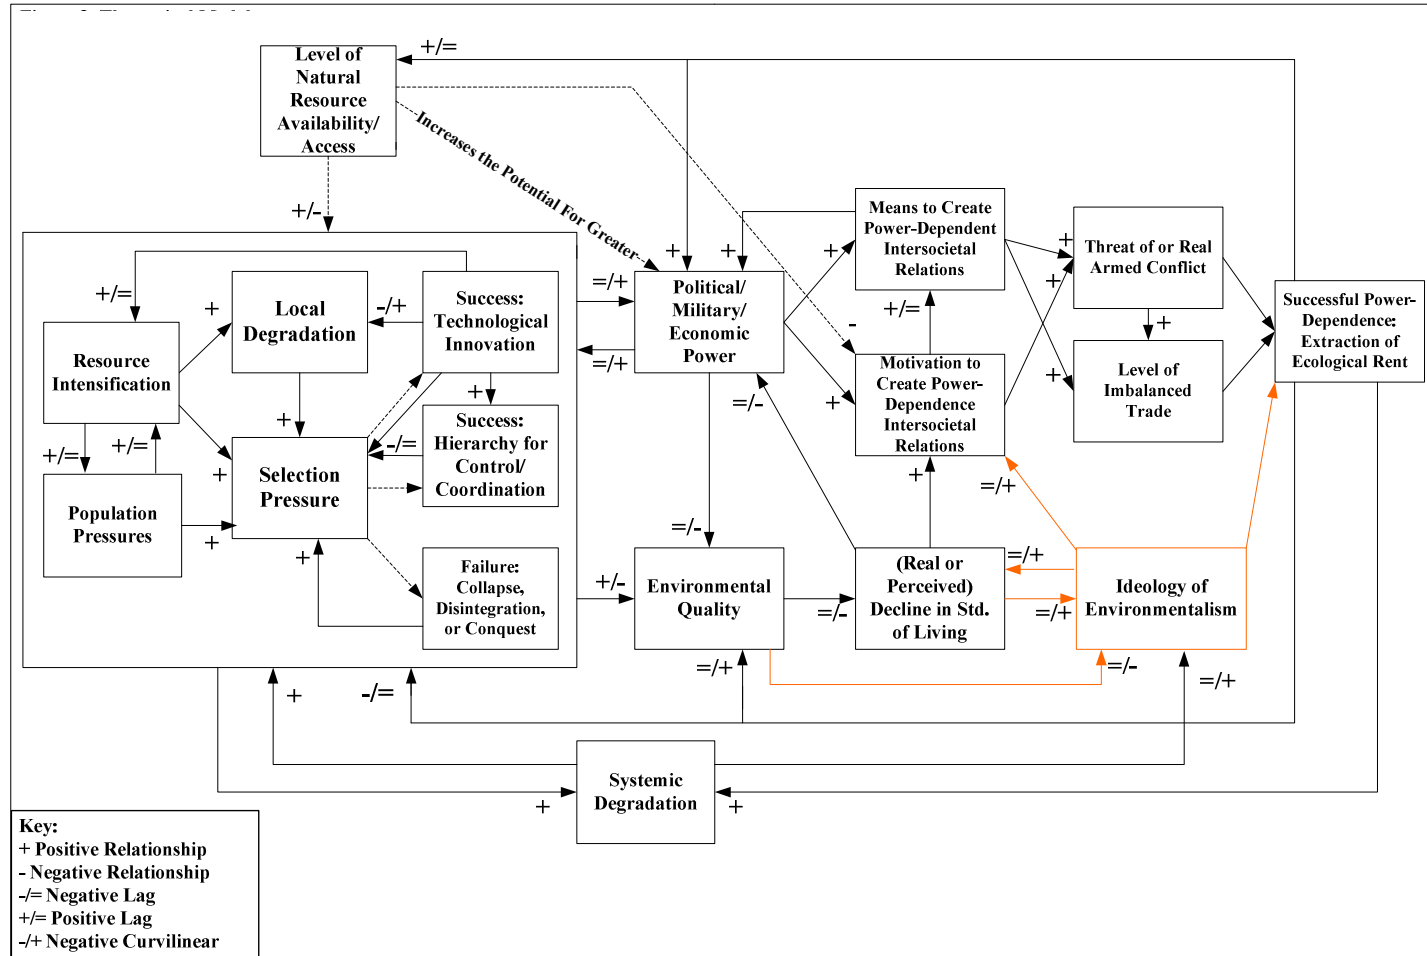 +/=
Level of
Natural
Resource
Availability/
Access
Increases the Potential For Greater
+/-
Means to Create
Power-Dependent
Intersocietal
Relations
Threat of or Real
Armed Conflict
+
+
+
+
+
+/=
+
-/+
Local
Degradation
Success:
Technological
Innovation
=/+
Political/
Military/
Economic
Power
+/=
-
+
Successful Power-
Dependence:
Extraction of
Ecological Rent
Resource
Intensification
=/+
Motivation to
Create Power-
Dependence
Intersocietal
Relations
+
+
Level of
Imbalanced
Trade
+
+
=/-
+/=
+/=
+
Selection
Pressure
-/=
Success:
Hierarchy for
Control/
Coordination
+
=/+
Population
Pressures
+
=/-
+
Failure:
Collapse,
Disintegration,
or Conquest
+/-
Environmental
Quality
=/-
(Real or
Perceived)
Decline in Std.
of Living
=/+
=/+
Ideology of
Environmentalism
+
-/=
=/+
=/-
=/+
Systemic
Degradation
+
+
Key:
+ Positive Relationship
- Negative Relationship
-/= Negative Lag
+/= Positive Lag
-/+ Negative Curvilinear